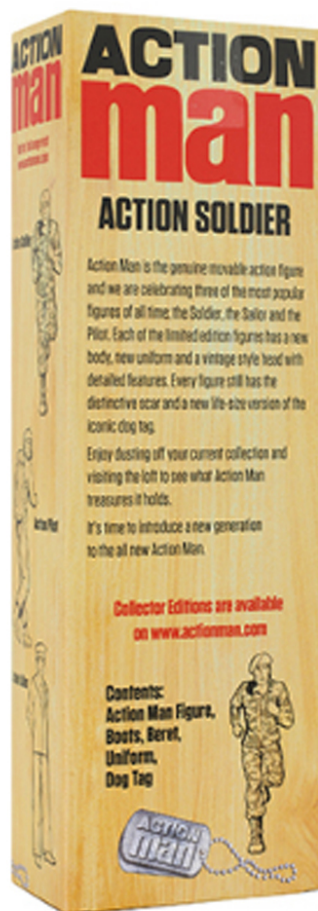 ACTION
man
ACTION
man
ACTION SOLDIER
Action Man is the genuine movable action figure
and we are celebrating three of the most popular
figures of all time, the Soldier, the Sailor and the
Pilot. Each of the limited edition figures has a new
body, new uniform and a vintage style head with
detailed features. Every figure still has the
distinctive scar and a new life-size version of the
iconic dog tag.
Enjoy dusting off your current collection and
visiting the loft to see what Action Man
treasures it holds.
It's time to introduce a new generation
to the all new Action Man.
Collector Editions are available
on www.actionman.com
Contents:
Action Man Figure,
Boots, Beret,
Uniform,
Dog Tag
ACTION
man
Action Pilot